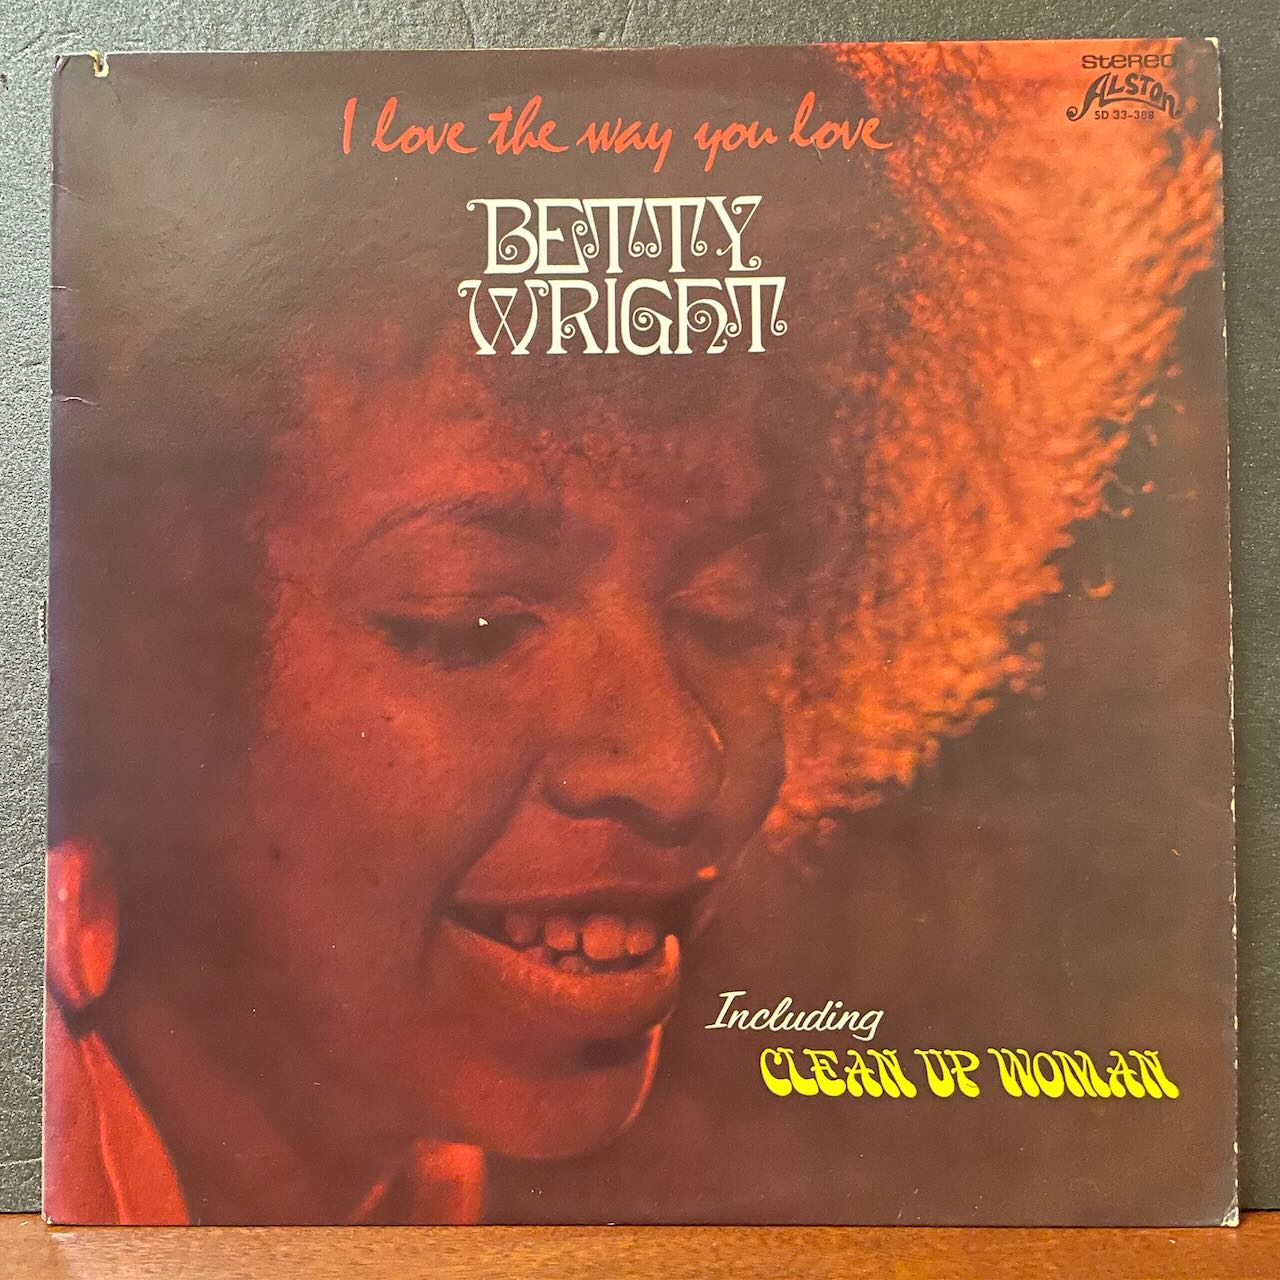 I love the way you love
BETTY
WRIGHT
STEREO
ALSTON
SD 33-388
Including
CLEAN UP WOMAN